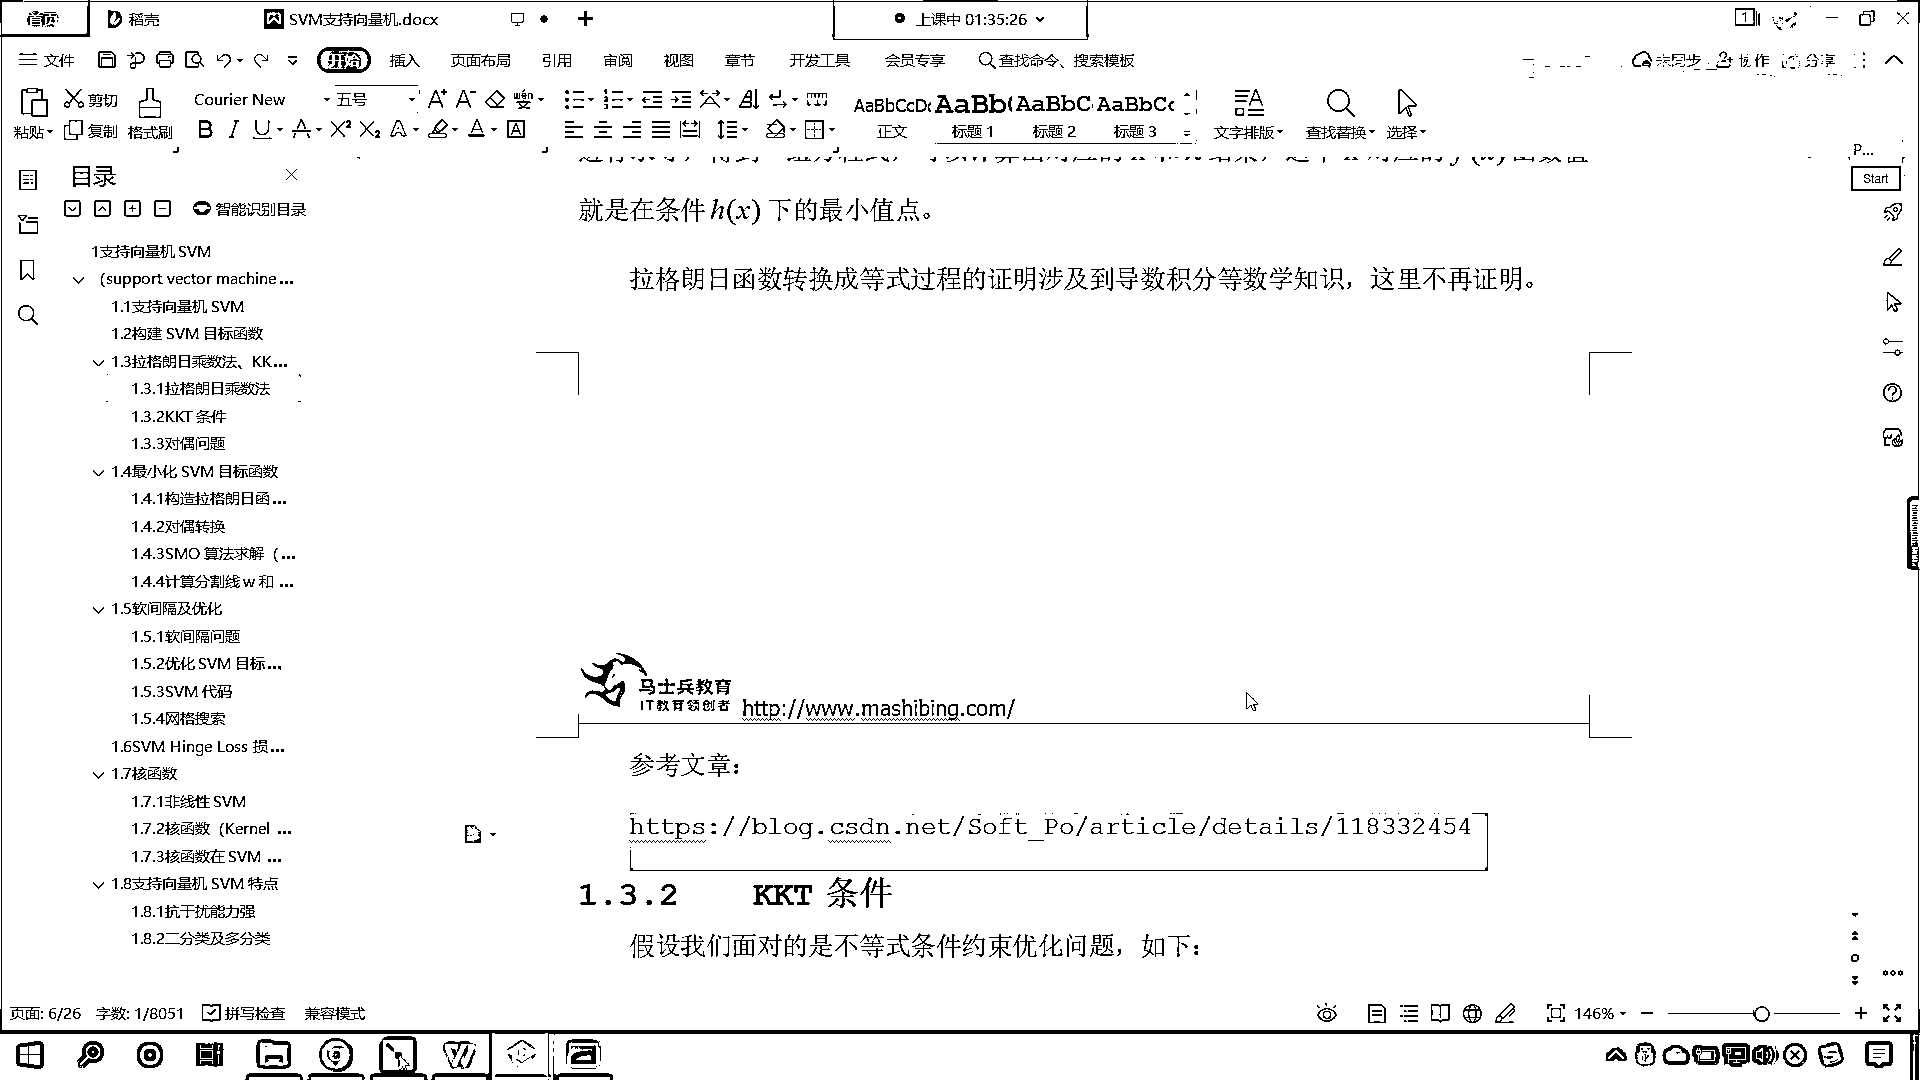 首页
稻壳
SVM支持向量机.docx
上课中 01:35:26
文件
开始
插入
页面布局
引用
审阅
视图
章节
开发工具
会员专享
查找命令、搜索模板
未同步
协作
分享
粘贴
剪切
复制
格式刷
Courier New
五号
AaBbCcDd
AaBb(
AaBbC
AaBbCc
正文
标题 1
标题 2
标题 3
文字排版
查找替换
选择
P...
Start
目录
智能识别目录
1支持向量机 SVM
(support vector machine ...
1.1支持向量机 SVM
1.2构建 SVM 目标函数
1.3拉格朗日乘数法、KK...
1.3.1拉格朗日乘数法
1.3.2KKT 条件
1.3.3对偶问题
1.4最小化 SVM 目标函数
1.4.1构造拉格朗日函 ...
1.4.2对偶转换
1.4.3SMO 算法求解（ ...
1.4.4计算分割线 w 和 ...
1.5软间隔及优化
1.5.1软间隔问题
1.5.2优化 SVM 目标...
1.5.3SVM 代码
1.5.4网格搜索
1.6SVM Hinge Loss 损...
1.7核函数
1.7.1非线性 SVM
1.7.2核函数（Kernel ...
1.7.3核函数在 SVM ...
1.8支持向量机 SVM 特点
1.8.1抗干扰能力强
1.8.2二分类及多分类
就是在条件 h(x) 下的最小值点。
拉格朗日函数转换成等式过程的证明涉及到导数积分等数学知识，这里不再证明。
马士兵教育
IT教育领创者
http://www.mashibing.com/
参考文章：
https://blog.csdn.net/Soft_Po/article/details/118332454
1.3.2 KKT 条件
假设我们面对的是不等式条件约束优化问题，如下：
页面: 6/26
字数: 1/8051
拼写检查
兼容模式
146%